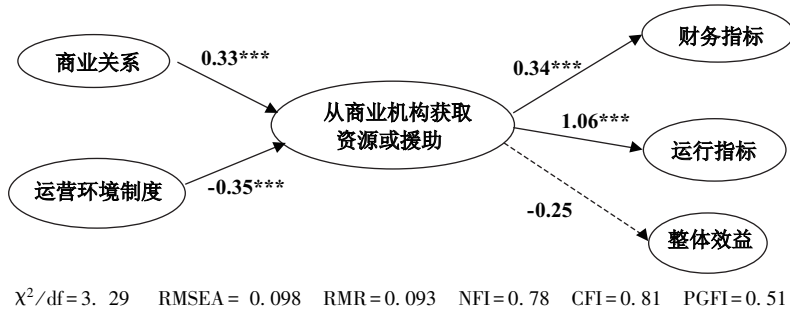 商业关系
0.33***
运营环境制度
-0.35***
从商业机构获取
资源或援助
0.34***
财务指标
1.06***
运行指标
-0.25
整体效益
χ²/df=3. 29 RMSEA= 0.098 RMR=0.093 NFI=0.78 CFI=0.81 PGFI=0.51